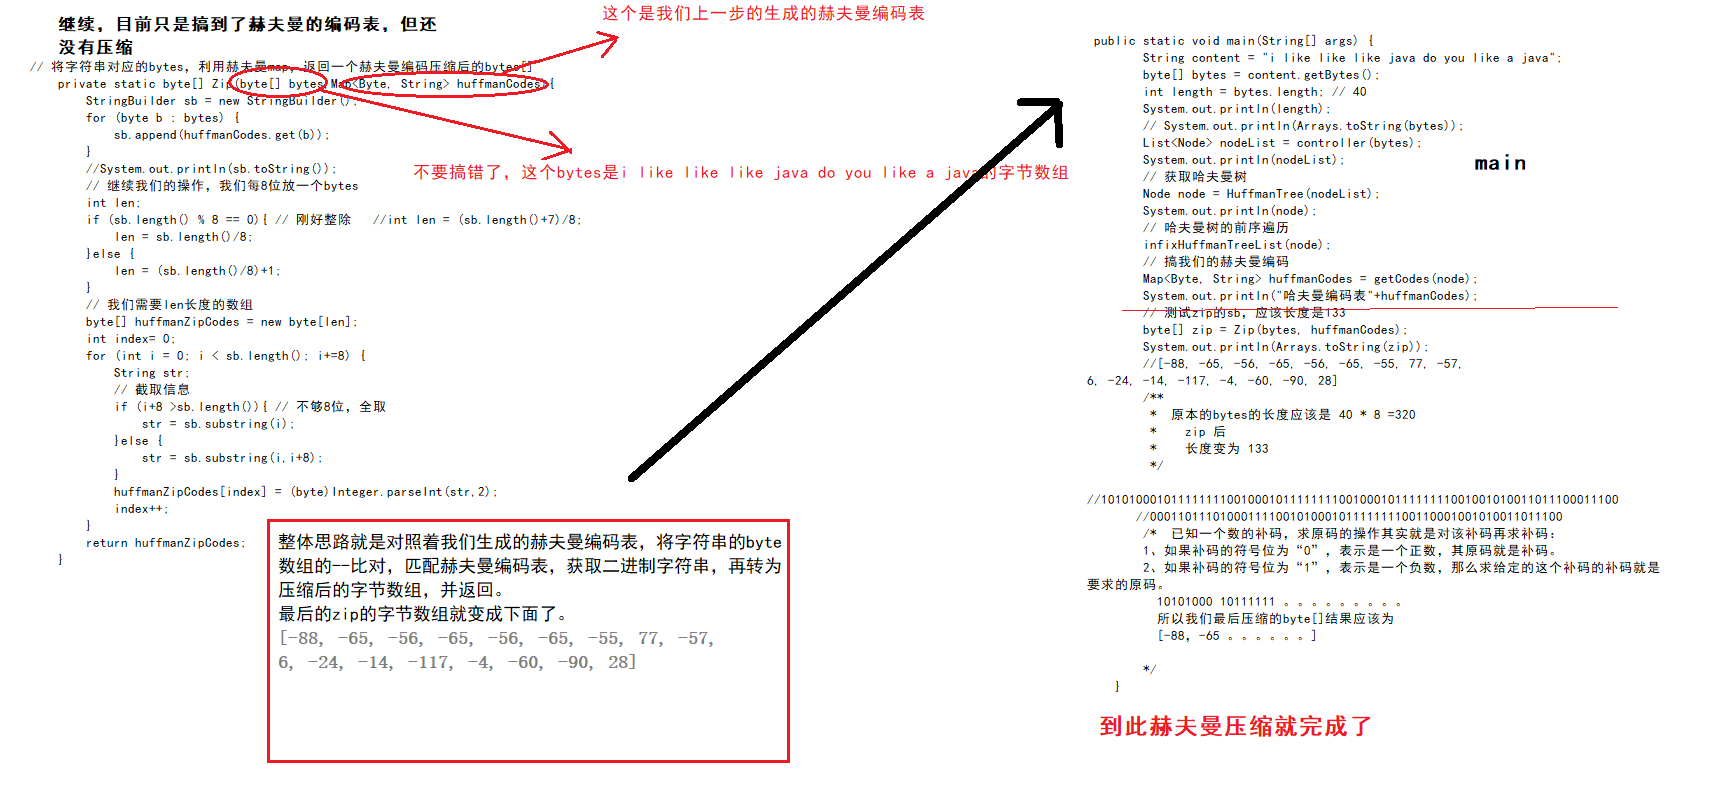 继续，目前只是搞到了赫夫曼的编码表，但还
没有压缩
这个是我们上一步的生成的赫夫曼编码表
// 将字符串对应的bytes, 利用赫夫曼map, 返回一个赫夫曼编码压缩后的bytes[]
private static byte[] Zip(byte[] bytes,Map<Byte, String> huffmanCodes){
StringBuilder sb = new StringBuilder();
for (byte b : bytes) {
sb.append(huffmanCodes.get(b));
}
//System.out.println(sb.toString());
// 继续我们的操作，我们每8位放一个bytes
int len;
if (sb.length() % 8 == 0){ // 刚好整除   //int len = (sb.length()+7)/8;
len = sb.length()/8;
}else {
len = (sb.length()/8)+1;
}
// 我们需要len长度的数组
byte[] huffmanZipCodes = new byte[len];
int index= 0;
for (int i = 0; i < sb.length(); i+=8) {
String str;
// 截取信息
if (i+8 >sb.length()){ // 不够8位，全取
str = sb.substring(i);
}else {
str = sb.substring(i,i+8);
}
huffmanZipCodes[index] = (byte)Integer.parseInt(str,2);
index++;
}
return huffmanZipCodes;
}
不要搞错了，这个bytes是i like like like java do you like a java的字节数组
整体思路就是对照着我们生成的赫夫曼编码表，将字符串的byte
数组的一一比对，匹配赫夫曼编码表，获取二进制字符串，再转为
压缩后的字节数组，并返回。
最后的zip的字节数组就变成下面了。
[-88, -65, -56, -65, -56, -65, -55, 77, -57,
6, -24, -14, -117, -4, -60, -90, 28]
public static void main(String[] args) {
String content = "i like like like java do you like a java";
byte[] bytes = content.getBytes();
int length = bytes.length; // 40
System.out.println(length);
// System.out.println(Arrays.toString(bytes));
List<Node> nodeList = controller(bytes);
System.out.println(nodeList);
main
// 获取哈夫曼树
Node node = HuffmanTree(nodeList);
System.out.println(node);
// 哈夫曼树的前序遍历
infixHuffmanTreeList(node);
// 搞我们的赫夫曼编码
Map<Byte, String> huffmanCodes = getCodes(node);
System.out.println("哈夫曼编码表"+huffmanCodes);
// 测试zip的sb，应该长度是133
byte[] zip = Zip(bytes, huffmanCodes);
System.out.println(Arrays.toString(zip));
//[-88, -65, -56, -65, -56, -65, -55, 77, -57,
6, -24, -14, -117, -4, -60, -90, 28]
/**
*  原本的bytes的长度应该是 40 * 8 =320
*    zip 后
*    长度变为 133
*/
//1010100010111111110010001011111111001000101111111100100101001101110001110
//000110111010001111001010001011111111001100010010100110111​00
/*  已知一个数的补码，求原码的操作其实就是对该补码再求补码：
1、如果补码的符号位为“0”，表示是一个正数，其原码就是补码。
2、如果补码的符号位为“1”，表示是一个负数，那么求给定的这个补码的补码就是
要求的原码。
10101000 10111111 。。。。。。。。。
所以我们最后压缩的byte[]结果应该为
[-88, -65 。。。。。。]
*/
}
到此赫夫曼压缩就完成了